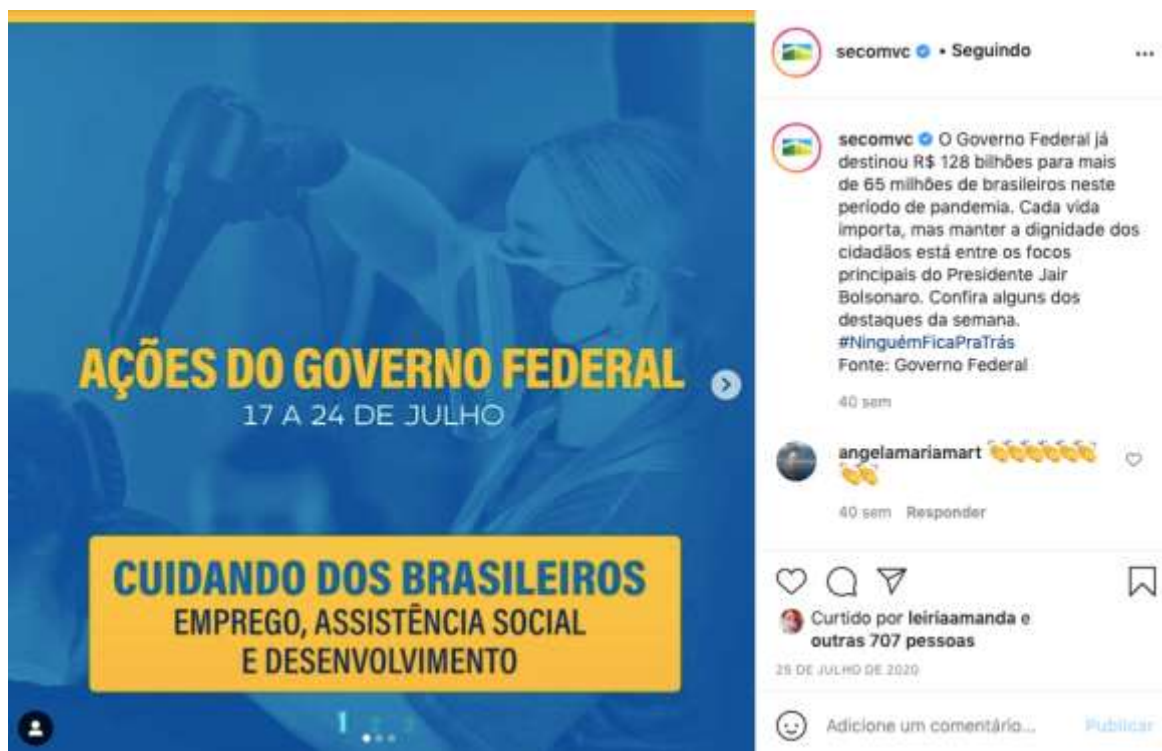 AÇÕES DO GOVERNO FEDERAL
17 A 24 DE JULHO
CUIDANDO DOS BRASILEIROS
EMPREGO, ASSISTÊNCIA SOCIAL
E DESENVOLVIMENTO
1
secomvc • Seguindo
secomvc O Governo Federal já
destinou R$ 128 bilhões para mais
de 65 milhões de brasileiros neste
período de pandemia. Cada vida
importa, mas manter a dignidade dos
cidadãos está entre os focos
principais do Presidente Jair
Bolsonaro. Confira alguns dos
destaques da semana.
#NinguémFicaPraTrás
Fonte: Governo Federal
40 sem
angelamariamart 👏👏👏👏👏👏
👏👏
40 sem Responder
Curtido por leiriaamanda e
outras 707 pessoas
DE JULHO DE 2020
Adicione um comentário... Publicar